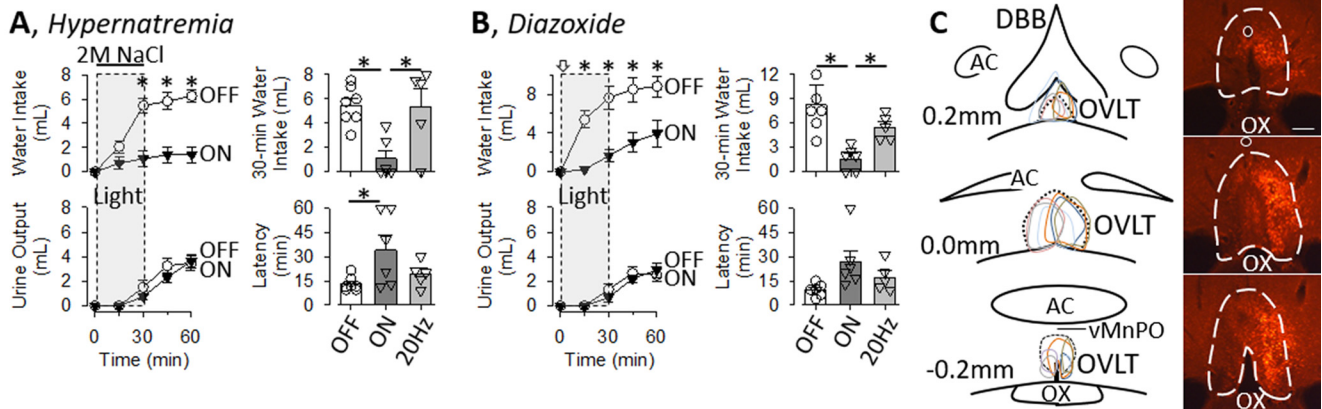 A, Hypernatremia
2M NaCl
Water Intake
(mL)
8
6
4
2
0
* * *
OFF
ON
Light
Urine Output
(mL)
8
6
4
2
0
OFF
ON
0 30 60
Time (min)
30-min Water
Intake (mL)
8
6
4
2
0
* *
Latency
(min)
60
45
30
15
0
*
OFF
ON
20Hz
B, Diazoxide
Water Intake
(mL)
8
6
4
2
0
* * * *
OFF
ON
Light
Urine Output
(mL)
8
6
4
2
0
OFF
ON
0 30 60
Time (min)
30-min Water
Intake (mL)
12
9
6
3
0
* *
Latency
(min)
60
45
30
15
0
OFF
ON
20Hz
C
DBB
AC
OVLT
0.2mm
AC
OVLT
0.0mm
AC
vMnPO
OVLT
-0.2mm
OX
OX
OX
OX